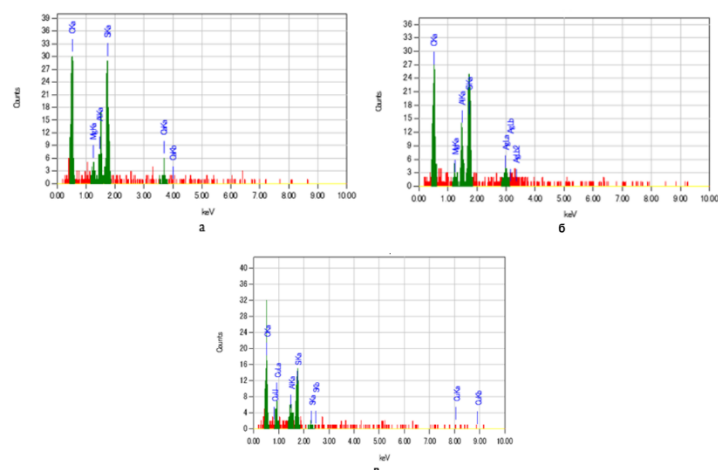 39
36
33
30
27
24
21
18
15
12
9
6
3
0
Counts
OKa
MgKa
AlKa
SiKa
CaKa
CaKb
0.00 1.00 2.00 3.00 4.00 5.00 6.00 7.00 8.00 9.00 10.00
keV
а
36
33
30
27
24
21
18
15
12
9
6
3
0
Counts
OKa
MgKa
AlKa
SiKa
AgLa
AgLb
AgLb2
0.00 1.00 2.00 3.00 4.00 5.00 6.00 7.00 8.00 9.00 10.00
keV
б
40
36
32
28
24
20
16
12
8
4
0
Counts
OKa
CuLl
CuLa
AlKa
SiKa
SKa
SKb
CuKa
CuKb
0.00 1.00 2.00 3.00 4.00 5.00 6.00 7.00 8.00 9.00 10.00
keV